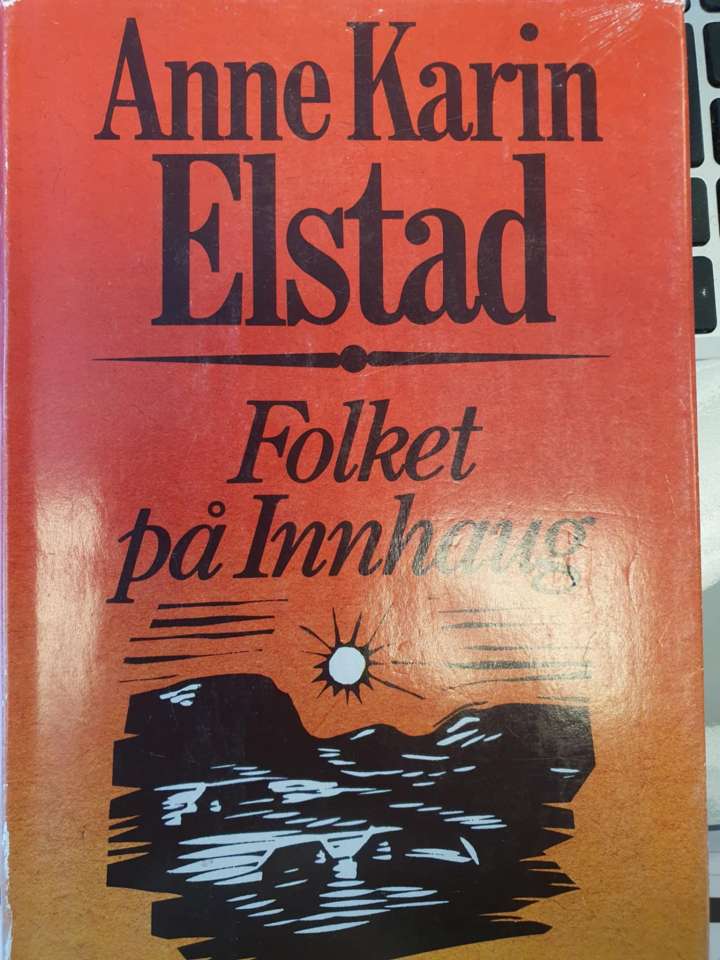 Anne Karin
Elstad
Folket
på Innhaug